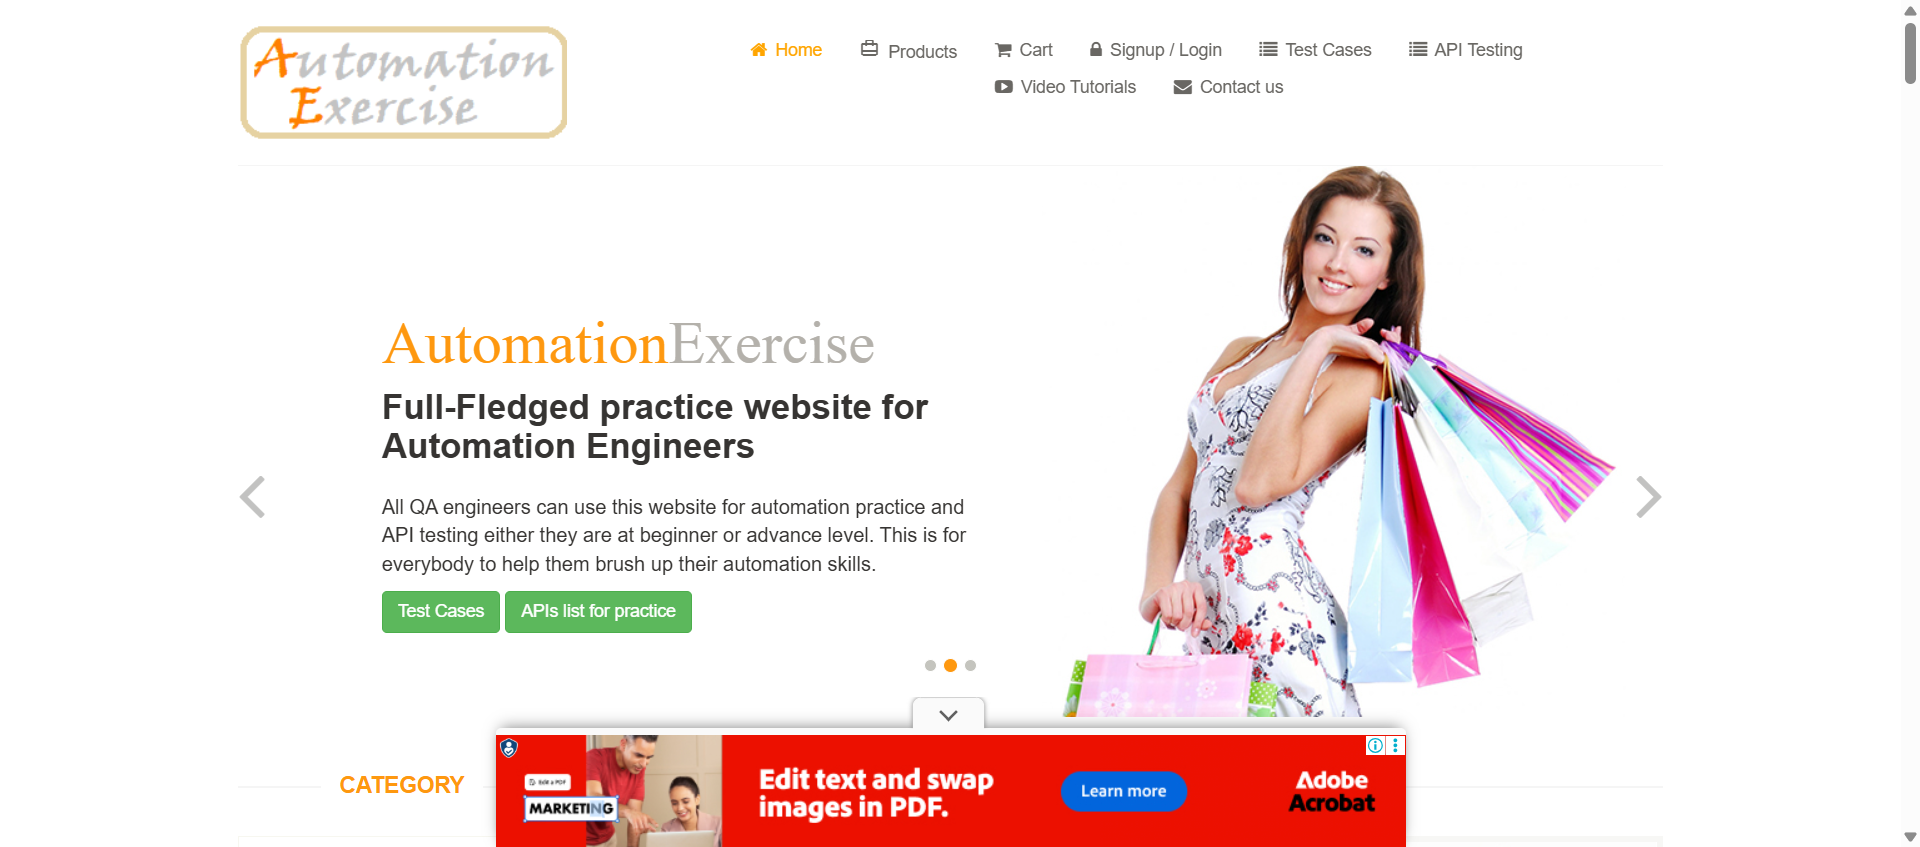 Automation
Exercise
Home
Products
Cart
Signup / Login
Test Cases
API Testing
Video Tutorials
Contact us
AutomationExercise
Full-Fledged practice website for
Automation Engineers
All QA engineers can use this website for automation practice and
API testing either they are at beginner or advance level. This is for
everybody to help them brush up their automation skills.
Test Cases
APIs list for practice
CATEGORY
Edit a PDF
MARKETING
Edit text and swap
images in PDF.
Learn more
Adobe
Acrobat